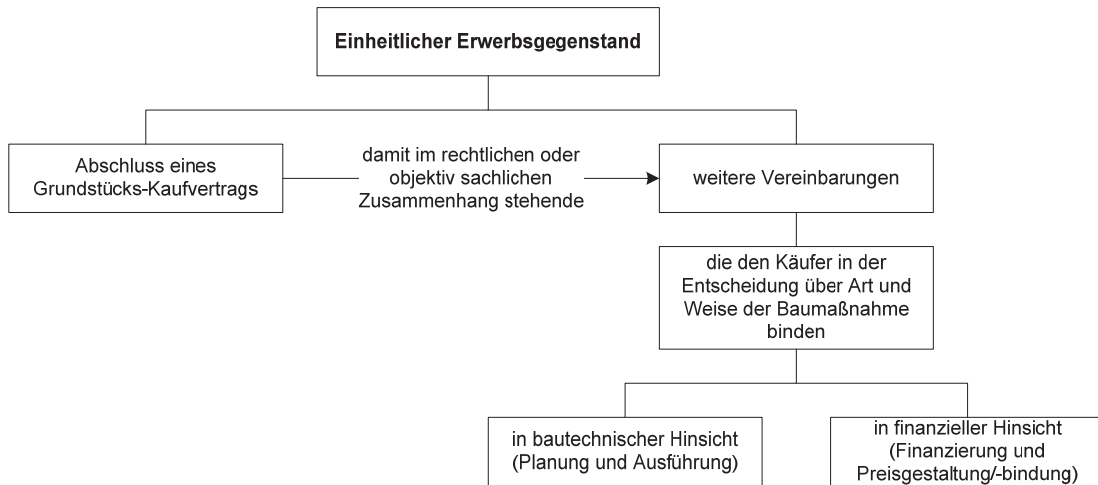 Einheitlicher Erwerbsgegenstand
Abschluss eines
Grundstücks-Kaufvertrags
damit im rechtlichen oder
objektiv sachlichen
Zusammenhang stehende
weitere Vereinbarungen
die den Käufer in der
Entscheidung über Art und
Weise der Baumaßnahme
binden
in bautechnischer Hinsicht
(Planung und Ausführung)
in finanzieller Hinsicht
(Finanzierung und
Preisgestaltung/-bindung)